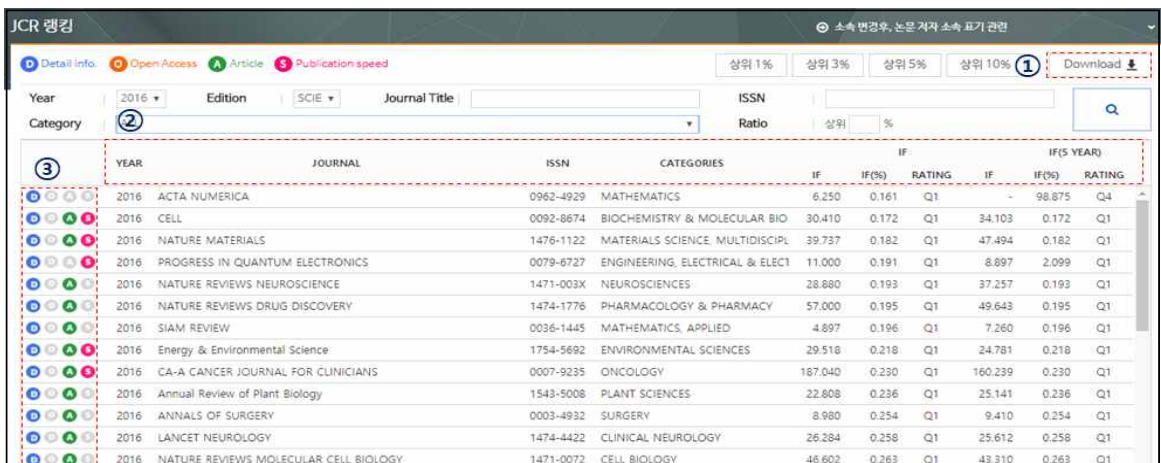 JCR 랭킹
소속 변경후, 논문 저자 소속 표기 관련
D Detail info. O Open Access A Article S Publication speed 상위 1% 상위 3% 상위 5% 상위 10% ① Download
Year 2016 Edition SCIE Journal Title ISSN
Category ② Ratio 상위 %
③
YEAR JOURNAL ISSN CATEGORIES IF IF(5 YEAR)
IF IF(%) RATING IF IF(%) RATING
D O A S 2016 ACTA NUMERICA 0962-4929 MATHEMATICS 6.250 0.161 Q1 - 98.875 Q4
D O A S 2016 CELL 0092-8674 BIOCHEMISTRY & MOLECULAR BIO 30.410 0.172 Q1 34.103 0.172 Q1
D O A S 2016 NATURE MATERIALS 1476-1122 MATERIALS SCIENCE, MULTIDISCIPL 39.737 0.182 Q1 47.494 0.182 Q1
D O A S 2016 PROGRESS IN QUANTUM ELECTRONICS 0079-6727 ENGINEERING, ELECTRICAL & ELECT 11.000 0.191 Q1 8.897 2.099 Q1
D O A S 2016 NATURE REVIEWS NEUROSCIENCE 1471-003X NEUROSCIENCES 28.880 0.193 Q1 37.257 0.193 Q1
D O A S 2016 NATURE REVIEWS DRUG DISCOVERY 1474-1776 PHARMACOLOGY & PHARMACY 57.000 0.195 Q1 49.643 0.195 Q1
D O A S 2016 SIAM REVIEW 0036-1445 MATHEMATICS, APPLIED 4.897 0.196 Q1 7.260 0.196 Q1
D O A S 2016 Energy & Environmental Science 1754-5692 ENVIRONMENTAL SCIENCES 29.518 0.218 Q1 24.781 0.218 Q1
D O A S 2016 CA-A CANCER JOURNAL FOR CLINICIANS 0007-9235 ONCOLOGY 187.040 0.230 Q1 160.239 0.230 Q1
D O A S 2016 Annual Review of Plant Biology 1543-5008 PLANT SCIENCES 22.808 0.236 Q1 25.141 0.236 Q1
D O A S 2016 ANNALS OF SURGERY 0003-4932 SURGERY 8.980 0.254 Q1 9.410 0.254 Q1
D O A S 2016 LANCET NEUROLOGY 1474-4422 CLINICAL NEUROLOGY 26.284 0.258 Q1 25.612 0.258 Q1
D O A S 2016 NATURE REVIEWS MOLECULAR CELL BIOLOGY 1471-0072 CELL BIOLOGY 46.602 0.263 Q1 43.310 0.263 Q1